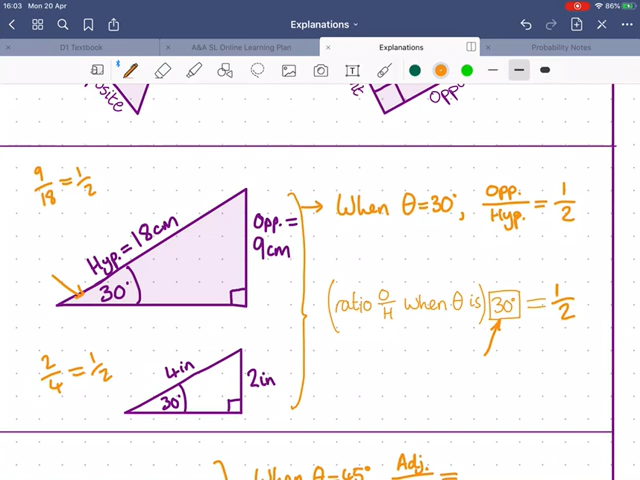 16:03 Mon 20 Apr
86%
Explanations
D1 Textbook
A&A SL Online Learning Plan
Explanations
Probability Notes
Oppo
9/18 = 1/2
Hyp. = 18cm
Opp. =
9cm
30°
When θ = 30°, Opp./Hyp. = 1/2
(ratio O/H when θ is) 30° = 1/2
2/4 = 1/2
4in
2in
30°
When θ = 45° Adj. =